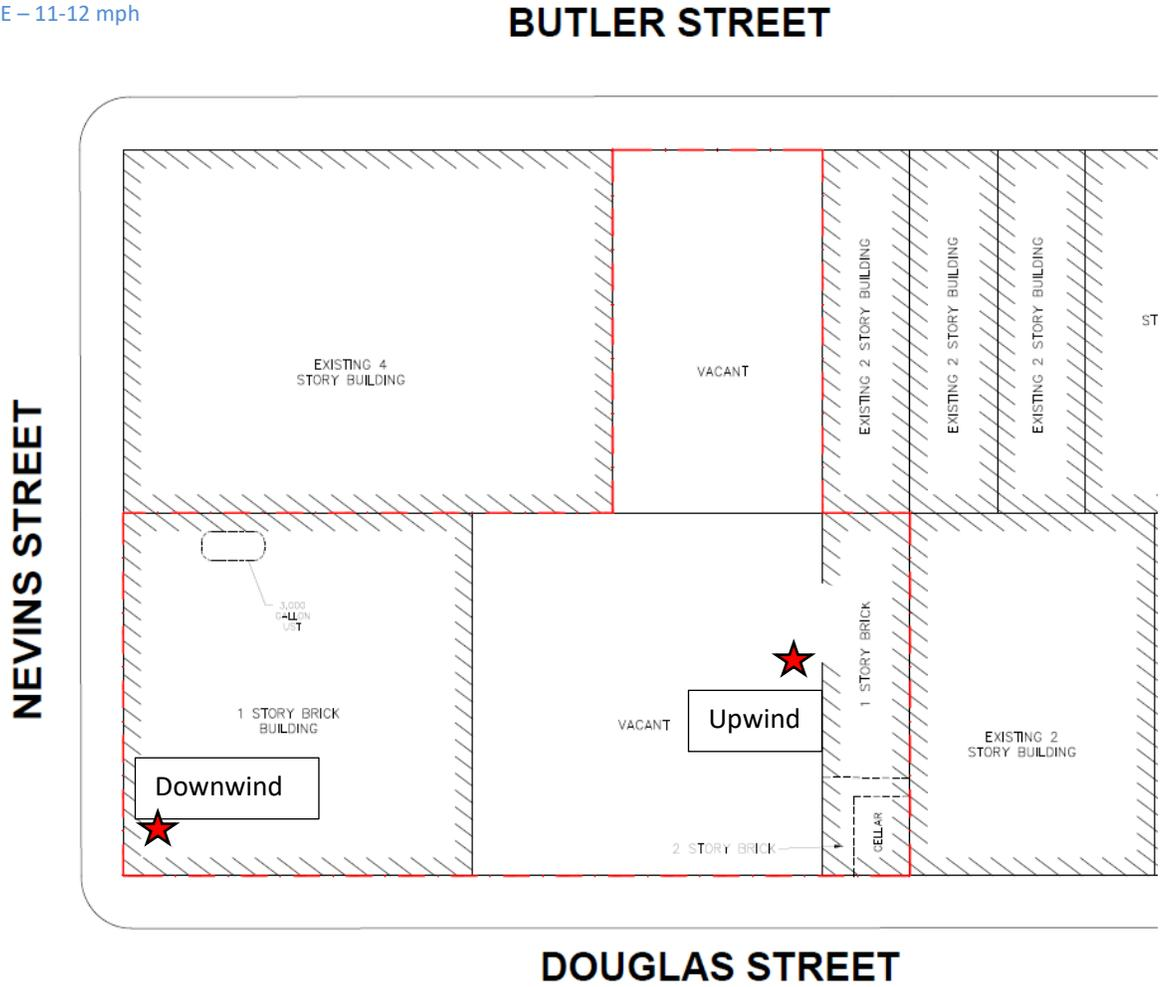 E – 11-12 mph
BUTLER STREET
NEVINS STREET
EXISTING 4
STORY BUILDING
VACANT
EXISTING 2 STORY BUILDING
EXISTING 2 STORY BUILDING
EXISTING 2 STORY BUILDING
ST
3,000
GALLON
UST
1 STORY BRICK
BUILDING
Downwind
VACANT
Upwind
1 STORY BRICK
2 STORY BRICK
CELLAR
EXISTING 2
STORY BUILDING
DOUGLAS STREET